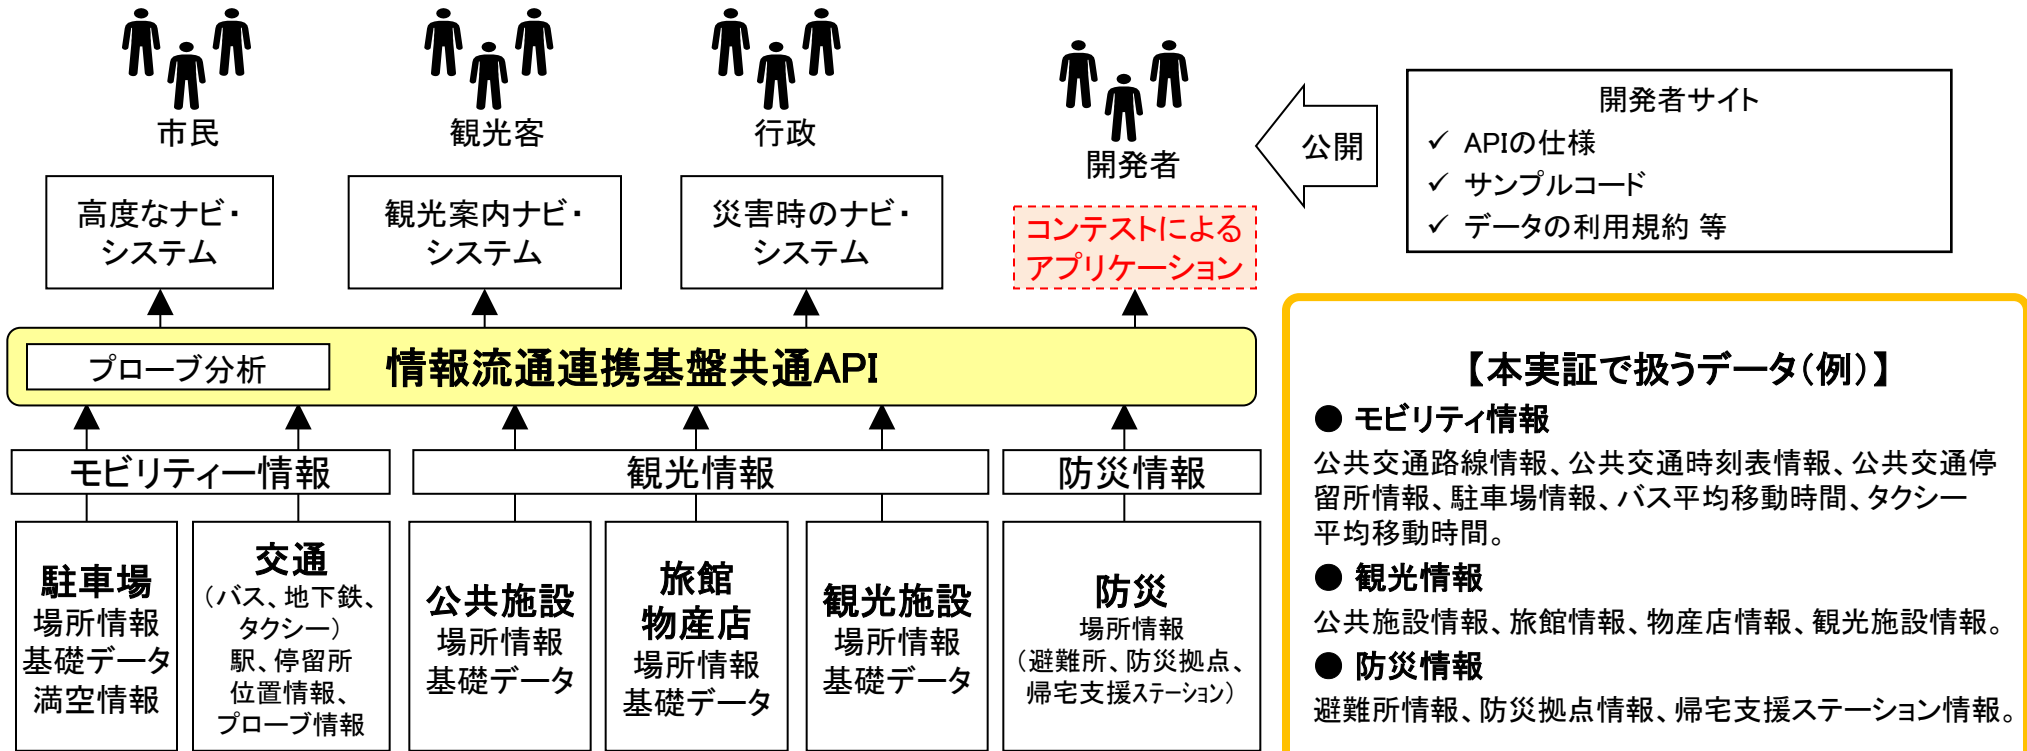 市民
観光客
行政
開発者
公開
開発者サイト
✓ APIの仕様
✓ サンプルコード
✓ データの利用規約 等
高度なナビ・
システム
観光案内ナビ・
システム
災害時のナビ・
システム
コンテストによる
アプリケーション
プローブ分析
情報流通連携基盤共通API
モビリティー情報
観光情報
防災情報
駐車場
場所情報
基礎データ
満空情報
交通
（バス、地下鉄、
タクシー）
駅、停留所
位置情報、
プローブ情報
公共施設
場所情報
基礎データ
旅館
物産店
場所情報
基礎データ
観光施設
場所情報
基礎データ
防災
場所情報
（避難所、防災拠点、
帰宅支援ステーション）
【本実証で扱うデータ（例）】
● モビリティ情報
公共交通路線情報、公共交通時刻表情報、公共交通停
留所情報、駐車場情報、バス平均移動時間、タクシー
平均移動時間。
● 観光情報
公共施設情報、旅館情報、物産店情報、観光施設情報。
● 防災情報
避難所情報、防災拠点情報、帰宅支援ステーション情報。